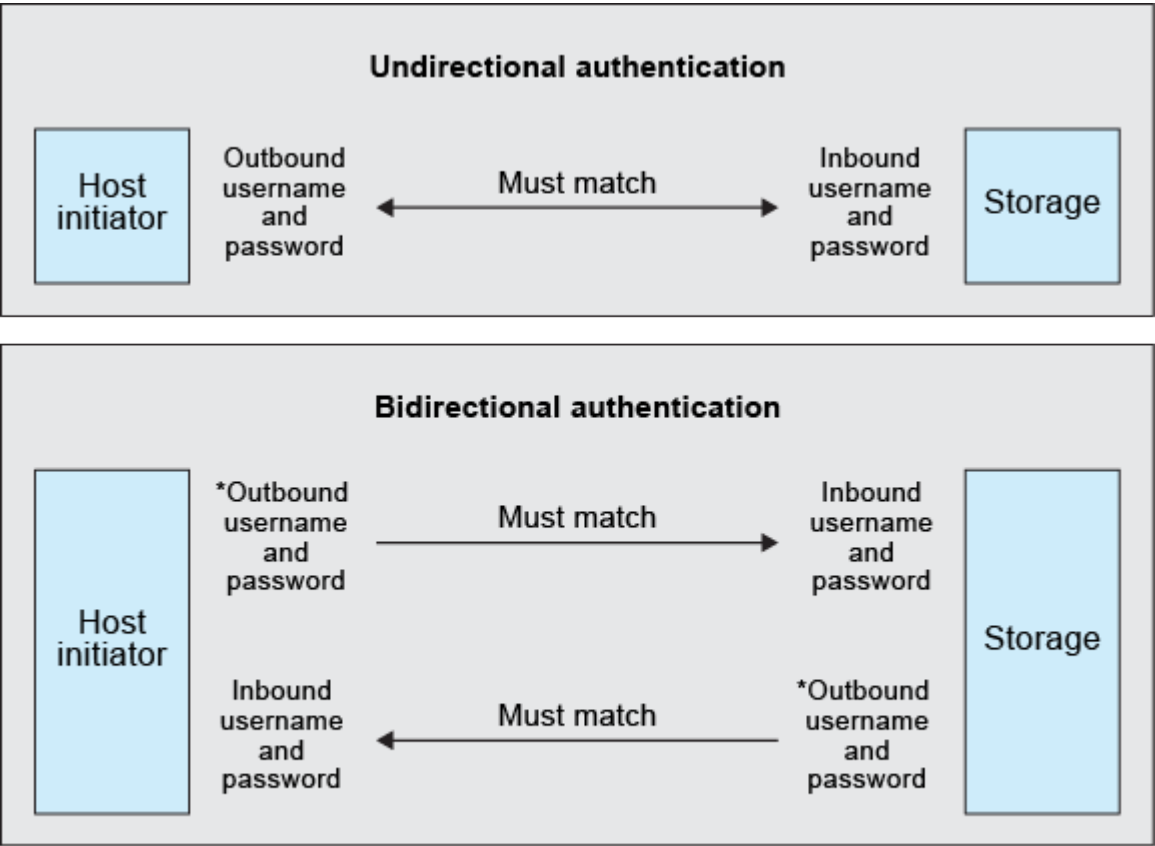 Undirectional authentication
Host
initiator
Outbound
username
and
password
Must match
Inbound
username
and
password
Storage
Bidirectional authentication
Host
initiator
*Outbound
username
and
password
Must match
Inbound
username
and
password
Inbound
username
and
password
Must match
*Outbound
username
and
password
Storage